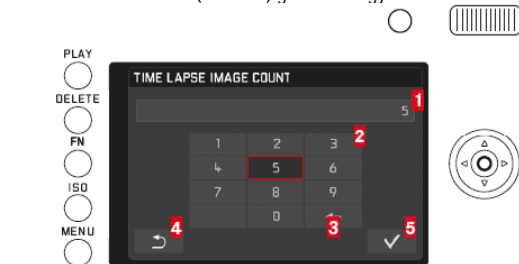 PLAY
DELETE
FN
ISO
MENU
TIME LAPSE IMAGE COUNT
5 1
1 2 3 2
4 5 6
7 8 9
0 3
4 5